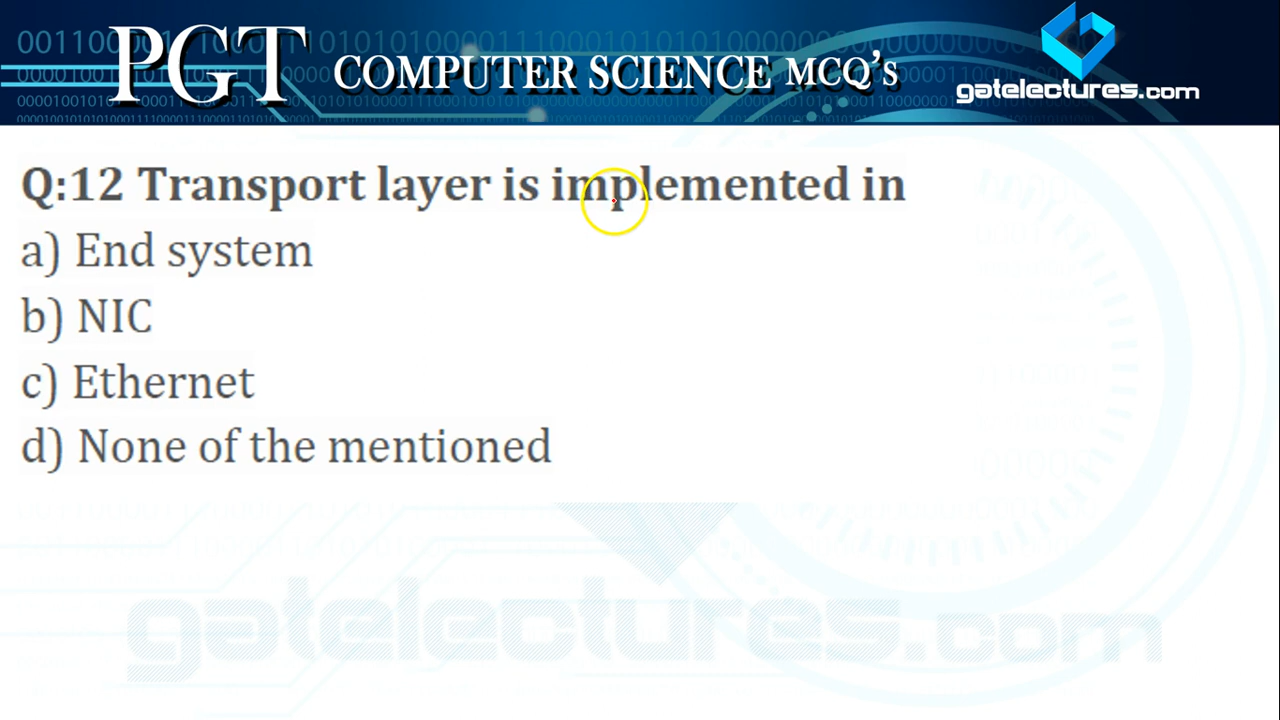 PGT COMPUTER SCIENCE MCQ's
gatelectures.com
Q:12 Transport layer is implemented in
a) End system
b) NIC
c) Ethernet
d) None of the mentioned
gatelectures.com